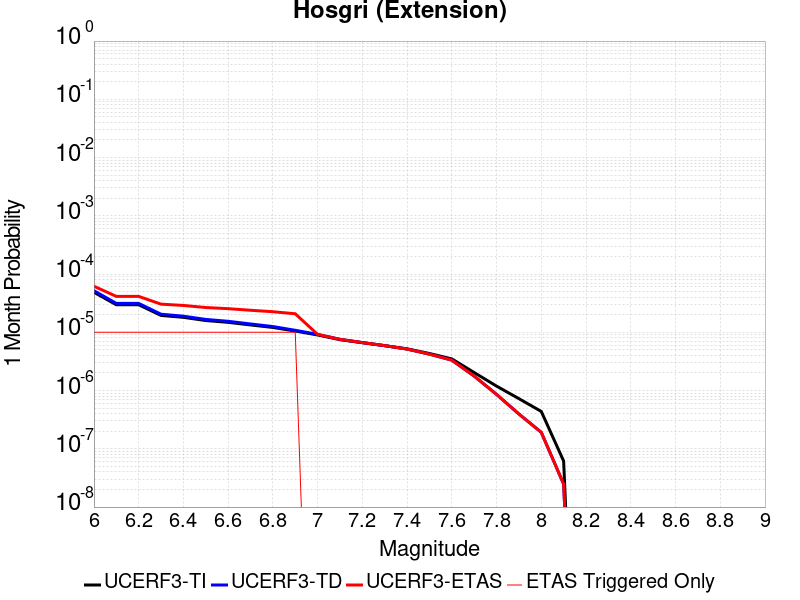 Hosgri (Extension)
10^0
10^-1
10^-2
10^-3
10^-4
10^-5
10^-6
10^-7
10^-8
1 Month Probability
6 6.2 6.4 6.6 6.8 7 7.2 7.4 7.6 7.8 8 8.2 8.4 8.6 8.8 9
Magnitude
UCERF3-TI UCERF3-TD UCERF3-ETAS ETAS Triggered Only